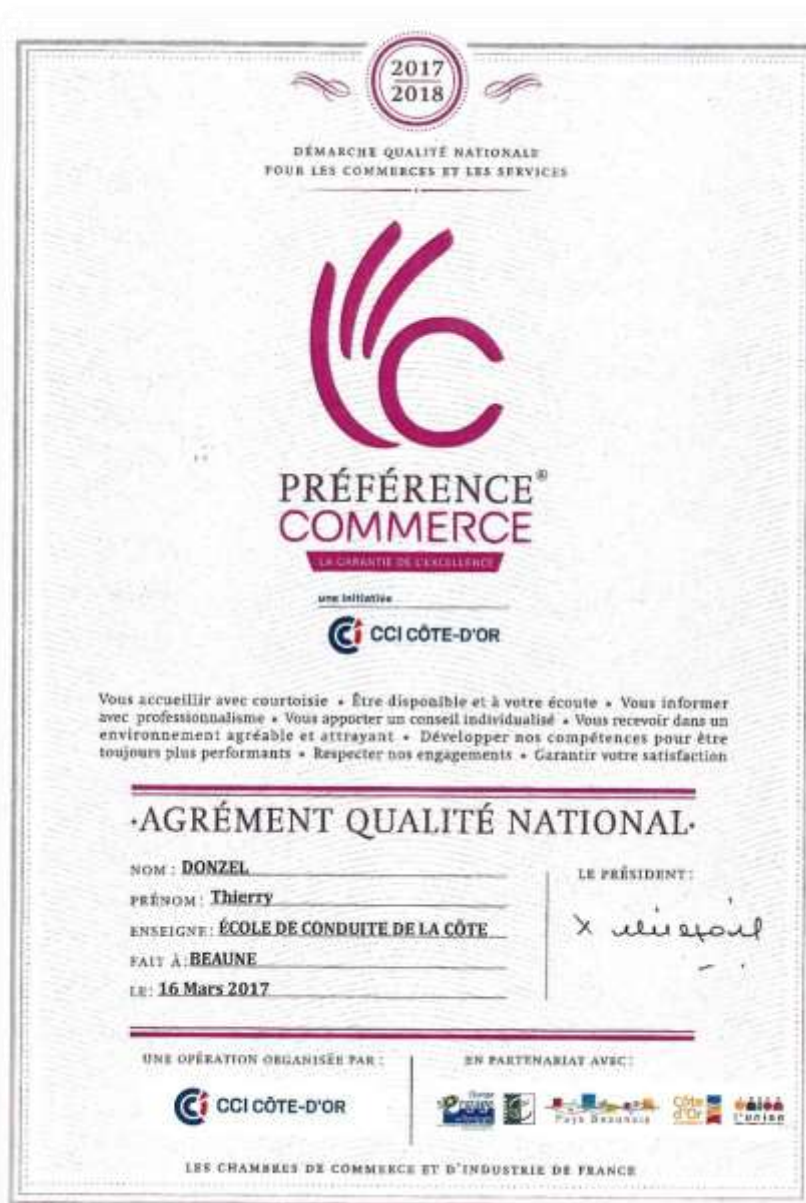 2017
2018
DÉMARCHE QUALITÉ NATIONALE
POUR LES COMMERCES ET LES SERVICES
PRÉFÉRENCE®
COMMERCE
LA GARANTIE DE L'EXCELLENCE
une initiative
CCI CÔTE-D'OR
Vous accueillir avec courtoisie • Être disponible et à votre écoute • Vous informer
avec professionnalisme • Vous apporter un conseil individualisé • Vous recevoir dans un
environnement agréable et attrayant • Développer nos compétences pour être
toujours plus performants • Respecter nos engagements • Garantir votre satisfaction
·AGRÉMENT QUALITÉ NATIONAL·
NOM : DONZEL
PRÉNOM : Thierry
ENSEIGNE : ÉCOLE DE CONDUITE DE LA CÔTE
FAIT À : BEAUNE
LE : 16 Mars 2017
LE PRÉSIDENT :
UNE OPÉRATION ORGANISÉE PAR :
CCI CÔTE-D'OR
EN PARTENARIAT AVEC :
Pays Beaunois
Côte
d'Or
l'union
LES CHAMBRES DE COMMERCE ET D'INDUSTRIE DE FRANCE